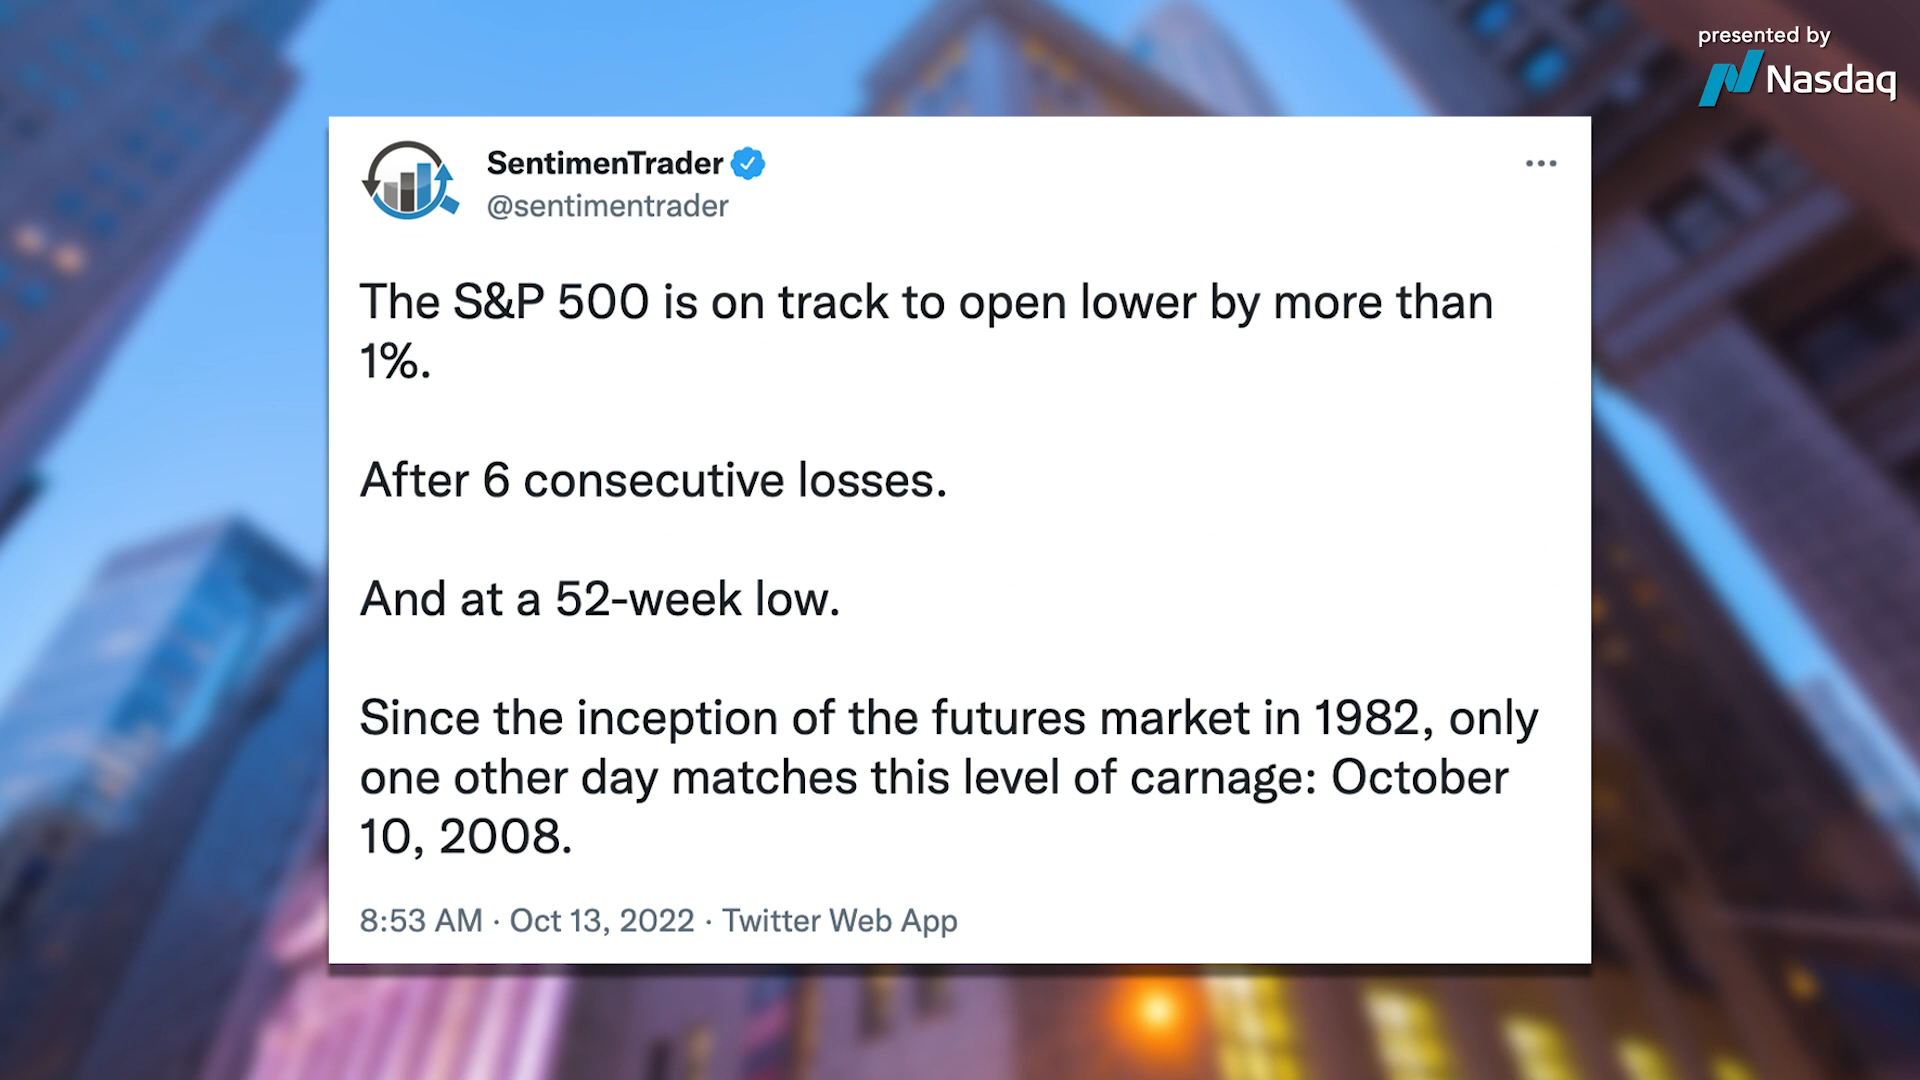 presented by
Nasdaq
SentimenTrader
@sentimentrader
The S&P 500 is on track to open lower by more than
1%.
After 6 consecutive losses.
And at a 52-week low.
Since the inception of the futures market in 1982, only
one other day matches this level of carnage: October
10, 2008.
8:53 AM · Oct 13, 2022 · Twitter Web App